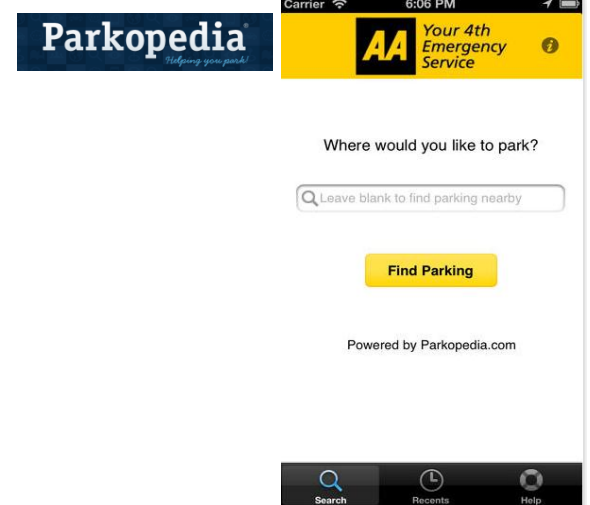 Parkopedia
Helping you park!
Carrier 6:06 PM
AA
Your 4th
Emergency
Service
i
Where would you like to park?
Leave blank to find parking nearby
Find Parking
Powered by Parkopedia.com
Search Recents Help